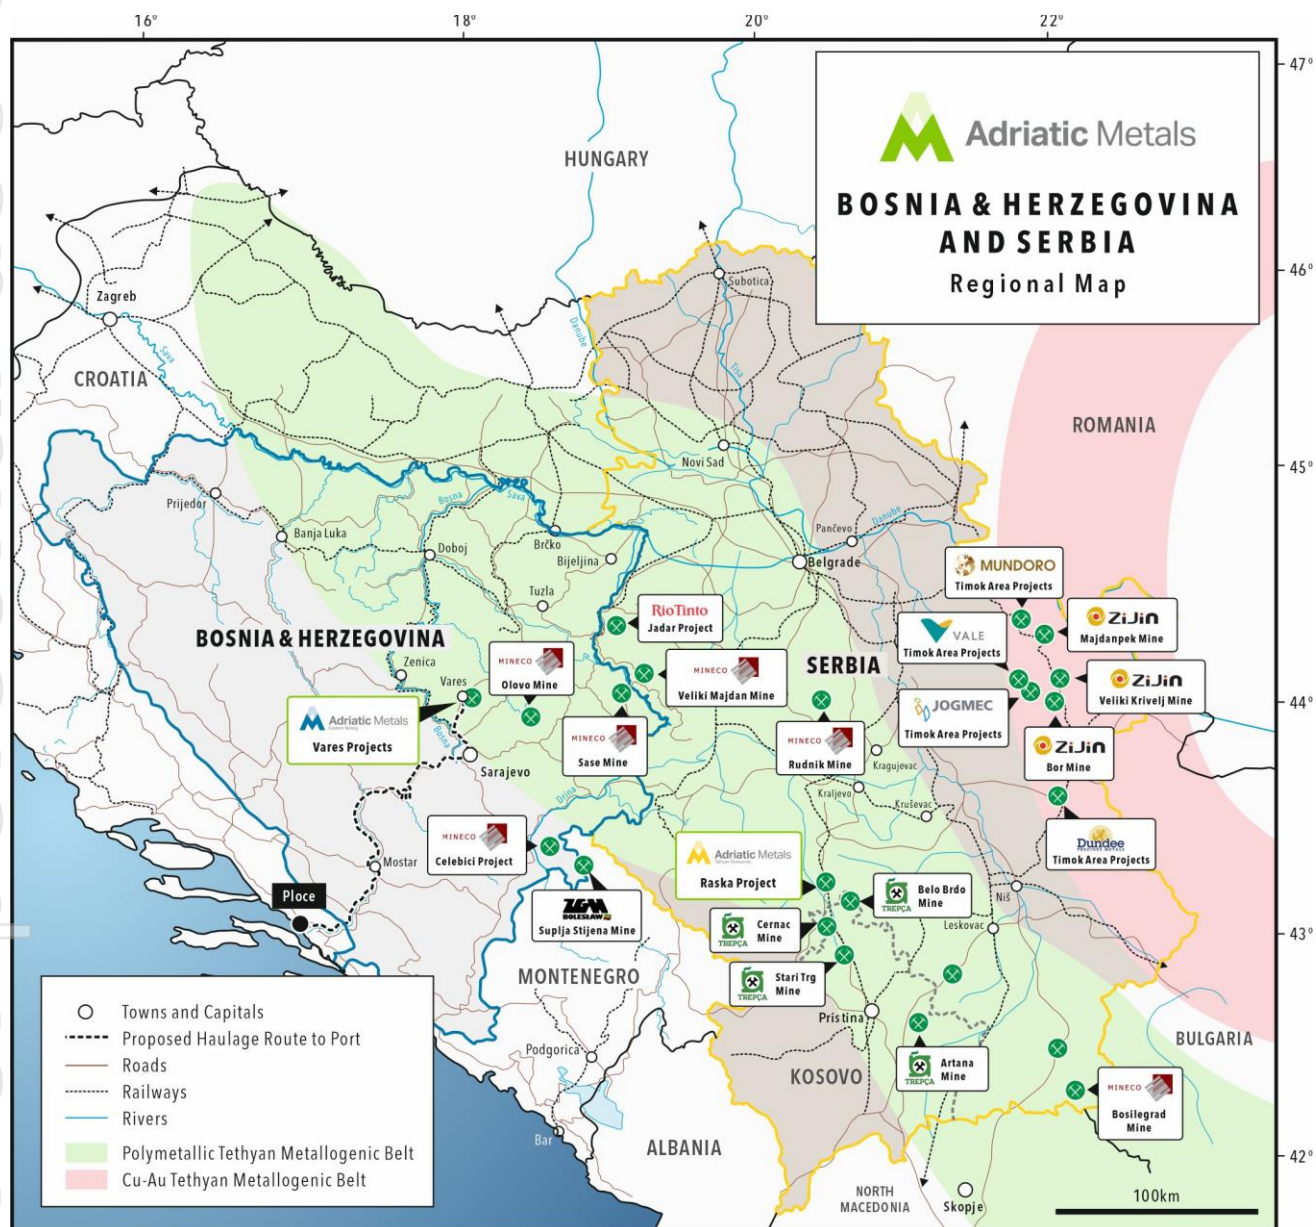 16°
18°
20°
22°
47°
46°
45°
44°
43°
42°
Adriatic Metals
BOSNIA & HERZEGOVINA
AND SERBIA
Regional Map
HUNGARY
Zagreb
CROATIA
Sava
Danube
Subotica
Tisa
ROMANIA
Novi Sad
Prijedor
Banja Luka
Bosna
Sava
Doboj
Brčko
Bijeljina
Pančevo
Danube
Belgrade
Tuzla
MUNDORO
Timok Area Projects
ZiJin
Majdanpek Mine
RioTinto
Jadar Project
VALE
Timok Area Projects
BOSNIA & HERZEGOVINA
SERBIA
Zenica
Vares
MINECO
Olovo Mine
MINECO
Veliki Majdan Mine
ZiJin
Veliki Krivelj Mine
JOGMEC
Timok Area Projects
Adriatic Metals
Vares Projects
Bosna
MINECO
Sase Mine
MINECO
Rudnik Mine
ZiJin
Bor Mine
Sarajevo
Kragujevac
Kraljevo
Kruševac
Drina
MINECO
Celebici Project
Dundee
PRECIOUS METALS
Timok Area Projects
Mostar
Adriatic Metals
Raska Project
ZGM
BOLESŁAW
Suplja Stijena Mine
TREPÇA
Belo Brdo
Mine
Niš
Ploce
TREPÇA
Cernac
Mine
Leskovac
TREPÇA
Stari Trg
Mine
MONTENEGRO
Pristina
BULGARIA
Podgorica
TREPÇA
Artana
Mine
KOSOVO
MINECO
Bosilegrad
Mine
Bar
ALBANIA
NORTH
MACEDONIA
Skopje
100km
Towns and Capitals
Proposed Haulage Route to Port
Roads
Railways
Rivers
Polymetallic Tethyan Metallogenic Belt
Cu-Au Tethyan Metallogenic Belt